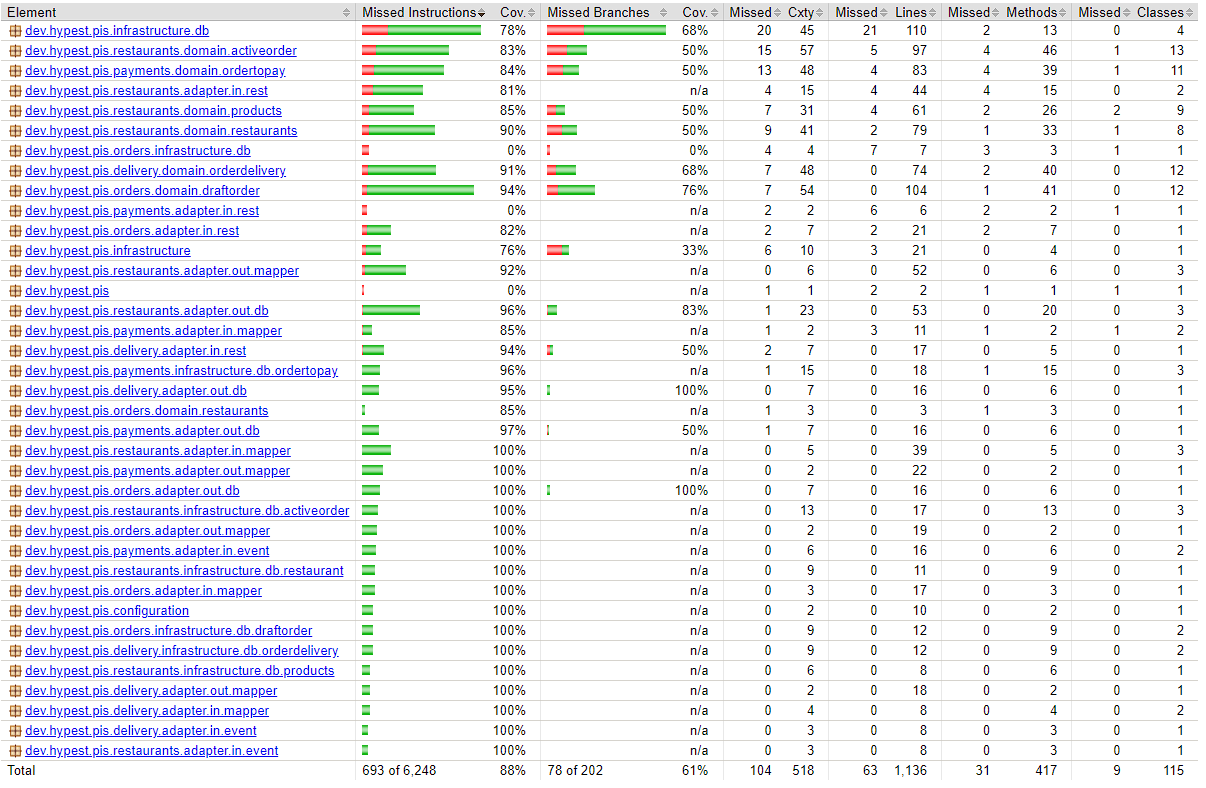 Element Missed Instructions Cov. Missed Branches Cov. Missed Cxty Missed Lines Missed Methods Missed Classes
dev.hypest.pis.infrastructure.db 78% 68% 20 45 21 110 2 13 0 4
dev.hypest.pis.restaurants.domain.activeorder 83% 50% 15 57 5 97 4 46 1 13
dev.hypest.pis.payments.domain.ordertopay 84% 50% 13 48 4 83 4 39 1 11
dev.hypest.pis.restaurants.adapter.in.rest 81% n/a 4 15 4 44 4 15 0 2
dev.hypest.pis.restaurants.domain.products 85% 50% 7 31 4 61 2 26 2 9
dev.hypest.pis.restaurants.domain.restaurants 90% 50% 9 41 2 79 1 33 1 8
dev.hypest.pis.orders.infrastructure.db 0% 0% 4 4 7 7 3 3 1 1
dev.hypest.pis.delivery.domain.orderdelivery 91% 68% 7 48 0 74 2 40 0 12
dev.hypest.pis.orders.domain.draftorder 94% 76% 7 54 0 104 1 41 0 12
dev.hypest.pis.payments.adapter.in.rest 0% n/a 2 2 6 6 2 2 1 1
dev.hypest.pis.orders.adapter.in.rest 82% n/a 2 7 2 21 2 7 0 1
dev.hypest.pis.infrastructure 76% 33% 6 10 3 21 0 4 0 1
dev.hypest.pis.restaurants.adapter.out.mapper 92% n/a 0 6 0 52 0 6 0 3
dev.hypest.pis 0% n/a 1 1 2 2 1 1 1 1
dev.hypest.pis.restaurants.adapter.out.db 96% 83% 1 23 0 53 0 20 0 3
dev.hypest.pis.payments.adapter.in.mapper 85% n/a 1 2 3 11 1 2 1 2
dev.hypest.pis.delivery.adapter.in.rest 94% 50% 2 7 0 17 0 5 0 1
dev.hypest.pis.payments.infrastructure.db.ordertopay 96% n/a 1 15 0 18 1 15 0 3
dev.hypest.pis.delivery.adapter.out.db 95% 100% 0 7 0 16 0 6 0 1
dev.hypest.pis.orders.domain.restaurants 85% n/a 1 3 0 3 1 3 0 1
dev.hypest.pis.payments.adapter.out.db 97% 50% 1 7 0 16 0 6 0 1
dev.hypest.pis.restaurants.adapter.in.mapper 100% n/a 0 5 0 39 0 5 0 3
dev.hypest.pis.payments.adapter.out.mapper 100% n/a 0 2 0 22 0 2 0 1
dev.hypest.pis.orders.adapter.out.db 100% 100% 0 7 0 16 0 6 0 1
dev.hypest.pis.restaurants.infrastructure.db.activeorder 100% n/a 0 13 0 17 0 13 0 3
dev.hypest.pis.orders.adapter.out.mapper 100% n/a 0 2 0 19 0 2 0 1
dev.hypest.pis.payments.adapter.in.event 100% n/a 0 6 0 16 0 6 0 2
dev.hypest.pis.restaurants.infrastructure.db.restaurant 100% n/a 0 9 0 11 0 9 0 1
dev.hypest.pis.orders.adapter.in.mapper 100% n/a 0 3 0 17 0 3 0 1
dev.hypest.pis.configuration 100% n/a 0 2 0 10 0 2 0 1
dev.hypest.pis.orders.infrastructure.db.draftorder 100% n/a 0 9 0 12 0 9 0 2
dev.hypest.pis.delivery.infrastructure.db.orderdelivery 100% n/a 0 9 0 12 0 9 0 2
dev.hypest.pis.restaurants.infrastructure.db.products 100% n/a 0 6 0 8 0 6 0 1
dev.hypest.pis.delivery.adapter.out.mapper 100% n/a 0 2 0 18 0 2 0 1
dev.hypest.pis.delivery.adapter.in.mapper 100% n/a 0 4 0 8 0 4 0 2
dev.hypest.pis.delivery.adapter.in.event 100% n/a 0 3 0 8 0 3 0 1
dev.hypest.pis.restaurants.adapter.in.event 100% n/a 0 3 0 8 0 3 0 1
Total 693 of 6,248 88% 78 of 202 61% 104 518 63 1,136 31 417 9 115